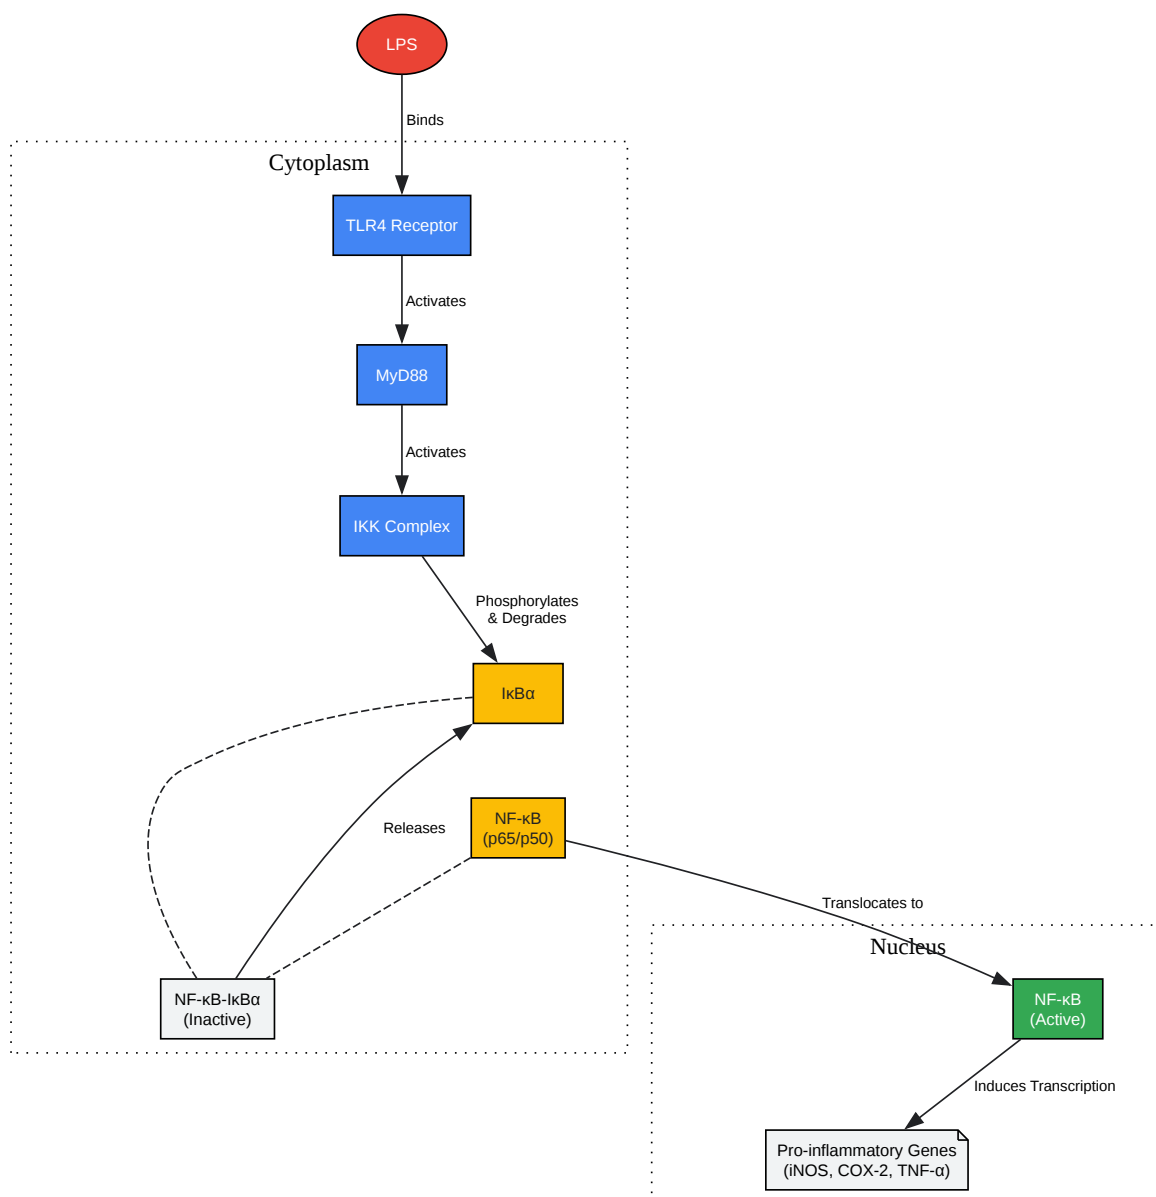 LPS
Binds
Cytoplasm
TLR4 Receptor
Activates
MyD88
Activates
IKK Complex
Phosphorylates
& Degrades
IκBα
NF-κB
(p65/p50)
Releases
Translocates to
Nucleus
NF-κB-IκBα
(Inactive)
NF-κB
(Active)
Induces Transcription
Pro-inflammatory Genes
(iNOS, COX-2, TNF-α)